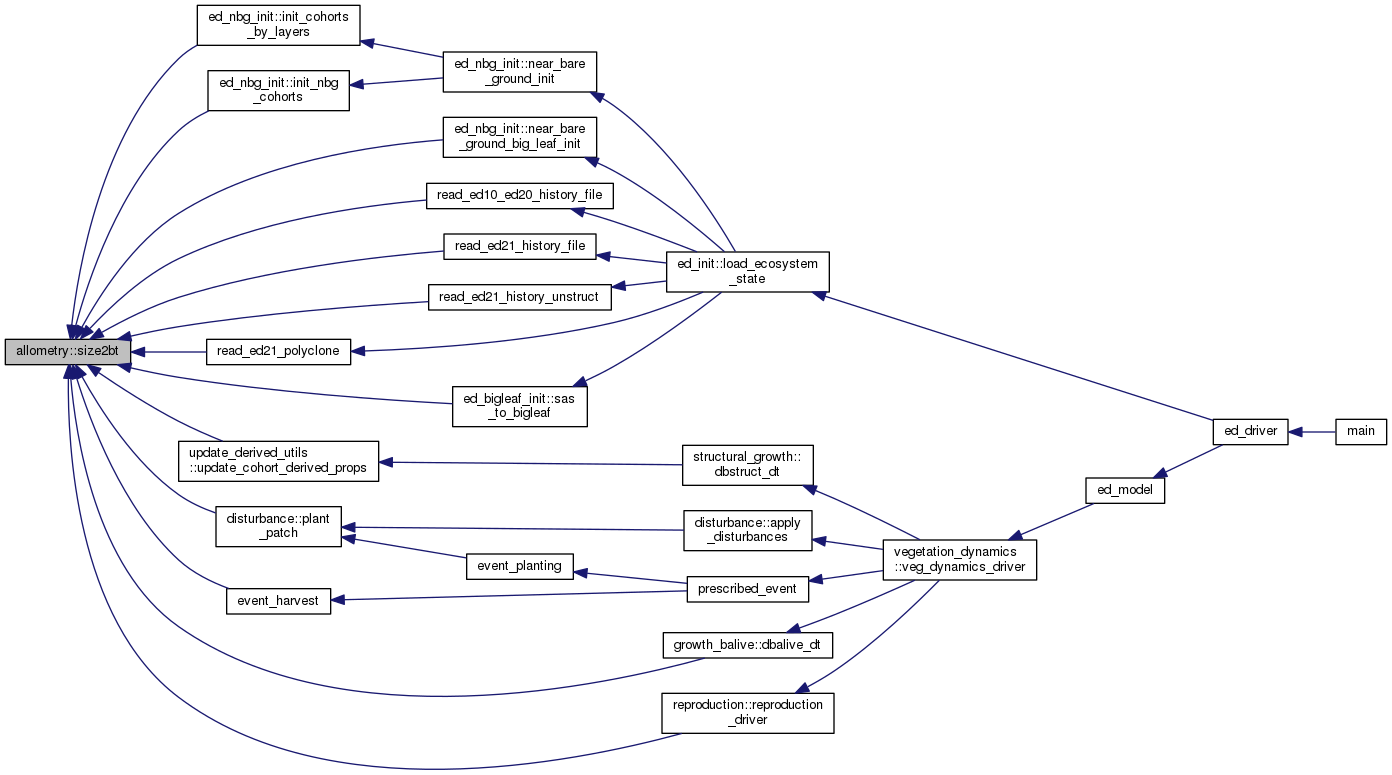 ed_nbg_init::init_cohorts
_by_layers
ed_nbg_init::near_bare
_ground_init
ed_nbg_init::init_nbg
_cohorts
ed_nbg_init::near_bare
_ground_big_leaf_init
read_ed10_ed20_history_file
read_ed21_history_file
ed_init::load_ecosystem
_state
read_ed21_history_unstruct
allometry::size2bt
read_ed21_polyclone
ed_bigleaf_init::sas
_to_bigleaf
ed_driver
main
update_derived_utils
::update_cohort_derived_props
structural_growth::
dbstruct_dt
ed_model
disturbance::plant
_patch
disturbance::apply
_disturbances
vegetation_dynamics
::veg_dynamics_driver
event_planting
prescribed_event
event_harvest
growth_balive::dbalive_dt
reproduction::reproduction
_driver